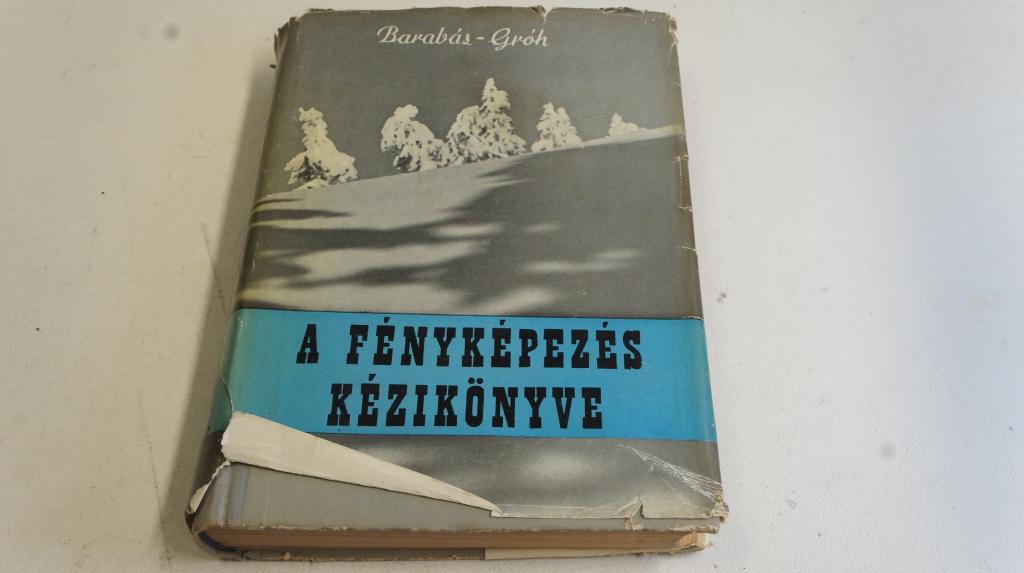 Barabás - Gróh
A FÉNYKÉPEZÉS
KÉZIKÖNYVE